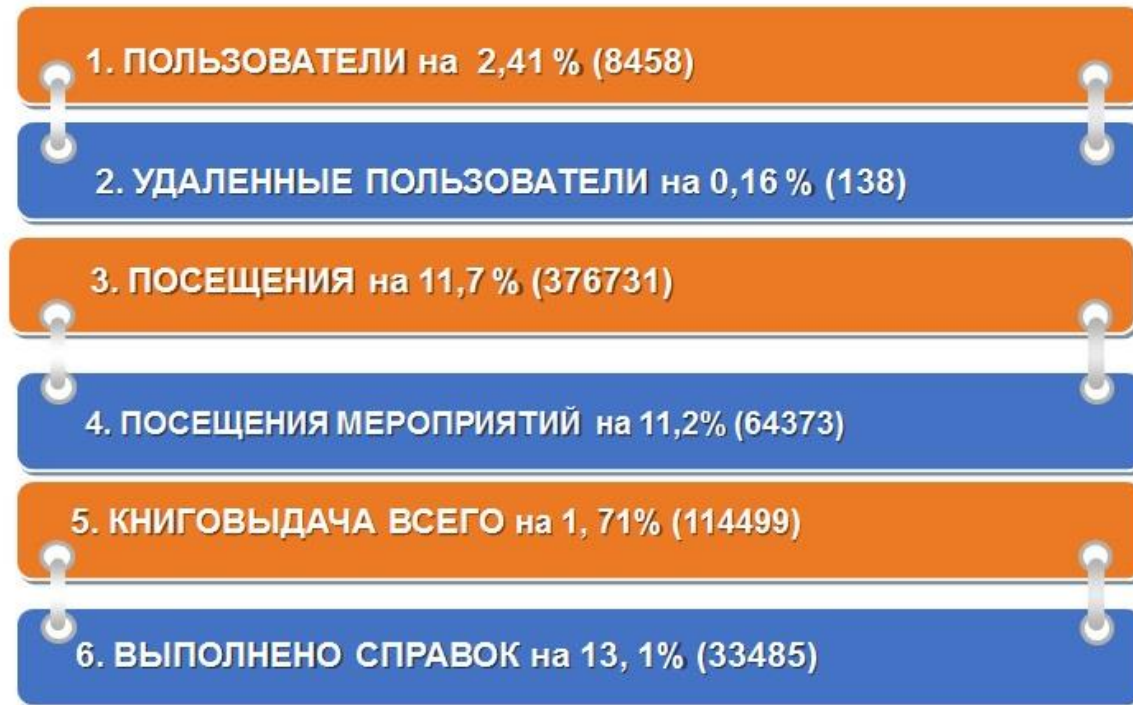 1. ПОЛЬЗОВАТЕЛИ на 2,41 % (8458)
2. УДАЛЕННЫЕ ПОЛЬЗОВАТЕЛИ на 0,16 % (138)
3. ПОСЕЩЕНИЯ на 11,7 % (376731)
4. ПОСЕЩЕНИЯ МЕРОПРИЯТИЙ на 11,2% (64373)
5. КНИГОВЫДАЧА ВСЕГО на 1, 71% (114499)
6. ВЫПОЛНЕНО СПРАВОК на 13, 1% (33485)